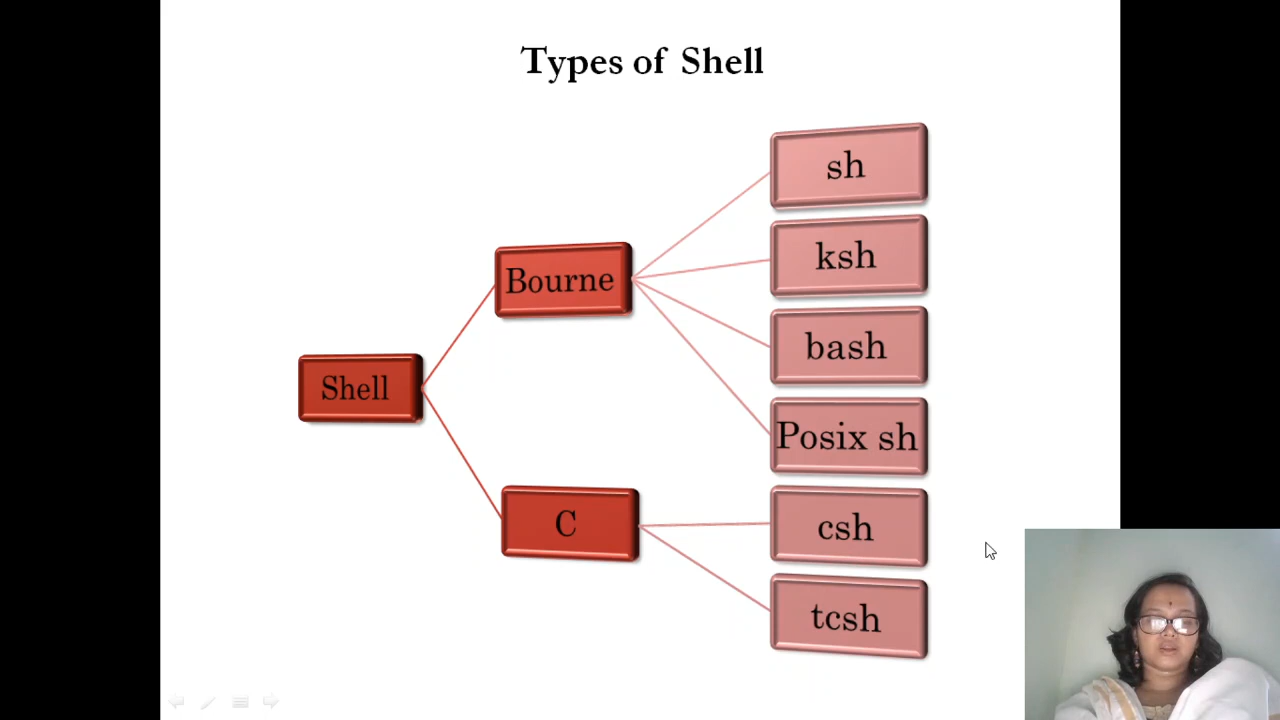 Types of Shell
sh
ksh
Bourne
bash
Shell
Posix sh
C
csh
tcsh